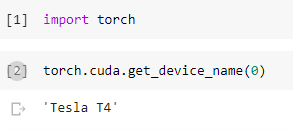 [1] import torch
[2] torch.cuda.get_device_name(0)
'Tesla T4'